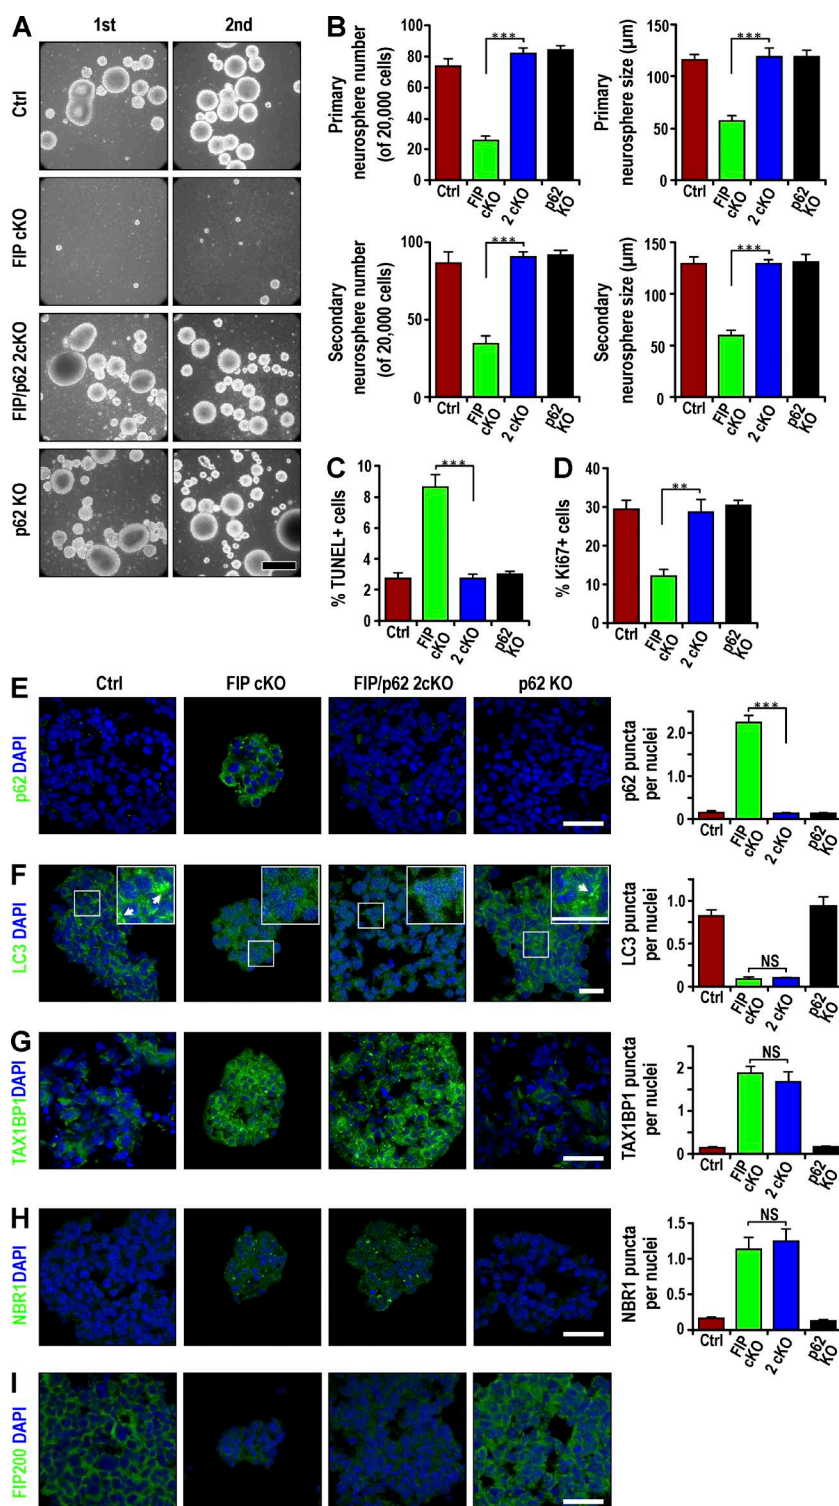 A
1st 2nd
Ctrl
FIP cKO
FIP/p62 2cKO
p62 KO
B
Primary
neurosphere number
(of 20,000 cells)
100
80
60
40
20
0
***
Ctrl
FIP
cKO
2 cKO
p62
KO
Primary
neurosphere size (µm)
150
100
50
0
***
Ctrl
FIP
cKO
2 cKO
p62
KO
Secondary
neurosphere number
(of 20,000 cells)
100
50
0
***
Ctrl
FIP
cKO
2 cKO
p62
KO
Secondary
neurosphere size (µm)
150
100
50
0
***
Ctrl
FIP
cKO
2 cKO
p62
KO
C
% TUNEL+ cells
10
8
6
4
2
0
***
Ctrl
FIP
cKO
2 cKO
p62
KO
D
% Ki67+ cells
40
30
20
10
0
**
Ctrl
FIP
cKO
2 cKO
p62
KO
Ctrl FIP cKO FIP/p62 2cKO p62 KO
E
p62 DAPI
p62 puncta
per nuclei
2.0
1.0
0
***
Ctrl
FIP
cKO
2 cKO
p62
KO
F
LC3 DAPI
LC3 puncta
per nuclei
1.0
0.5
0
NS
Ctrl
FIP
cKO
2 cKO
p62
KO
G
TAX1BP1 DAPI
TAX1BP1 puncta
per nuclei
2
1
0
NS
Ctrl
FIP
cKO
2 cKO
p62
KO
H
NBR1 DAPI
NBR1 puncta
per nuclei
1.5
1.0
0.5
0
NS
Ctrl
FIP
cKO
2 cKO
p62
KO
I
FIP200 DAPI